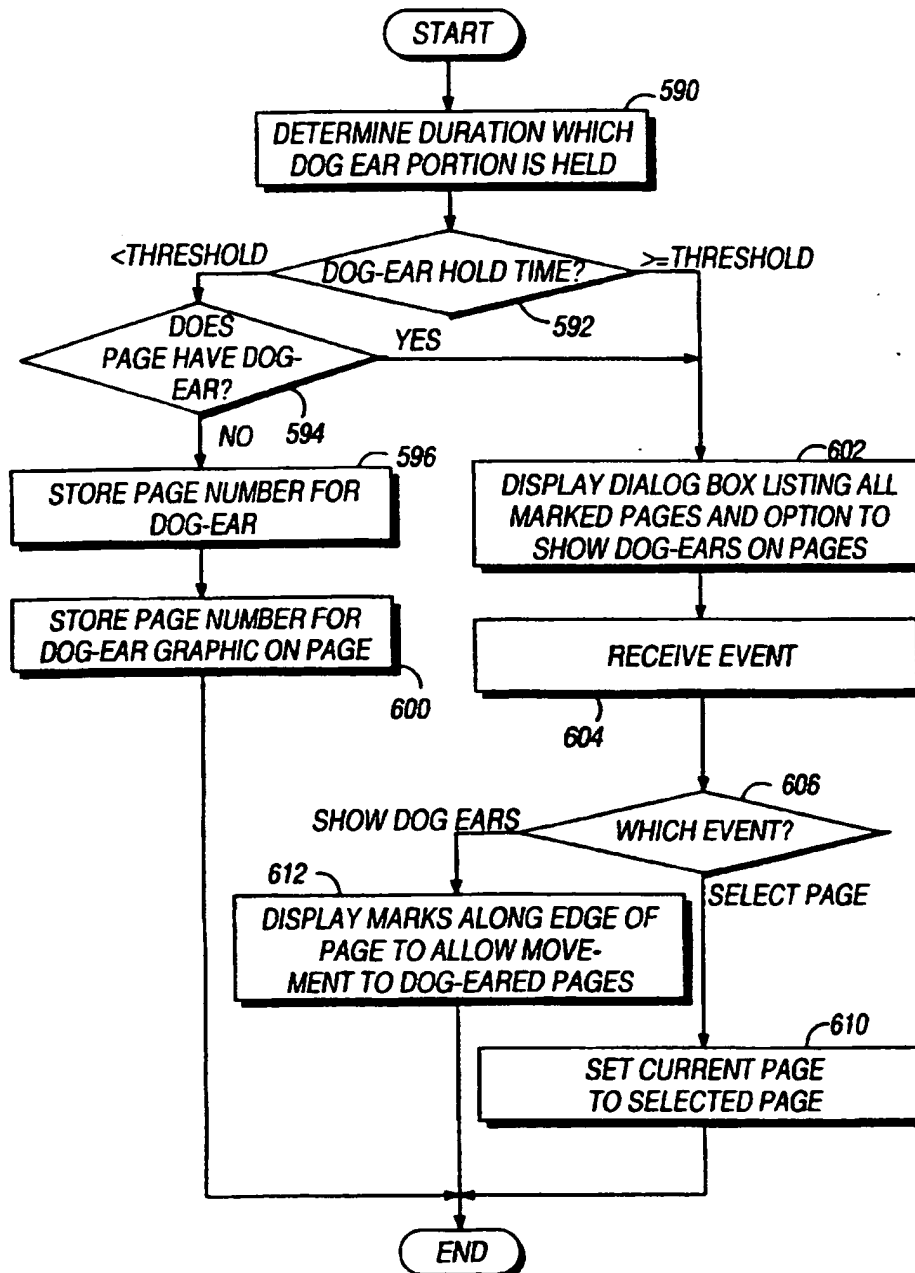 START
590
DETERMINE DURATION WHICH
DOG EAR PORTION IS HELD
<THRESHOLD
DOG-EAR HOLD TIME?
>=THRESHOLD
592
DOES
PAGE HAVE DOG-
EAR?
YES
594
NO
596
STORE PAGE NUMBER FOR
DOG-EAR
602
DISPLAY DIALOG BOX LISTING ALL
MARKED PAGES AND OPTION TO
SHOW DOG-EARS ON PAGES
STORE PAGE NUMBER FOR
DOG-EAR GRAPHIC ON PAGE
600
RECEIVE EVENT
604
606
SHOW DOG EARS
WHICH EVENT?
612
SELECT PAGE
DISPLAY MARKS ALONG EDGE OF
PAGE TO ALLOW MOVE-
MENT TO DOG-EARED PAGES
610
SET CURRENT PAGE
TO SELECTED PAGE
END